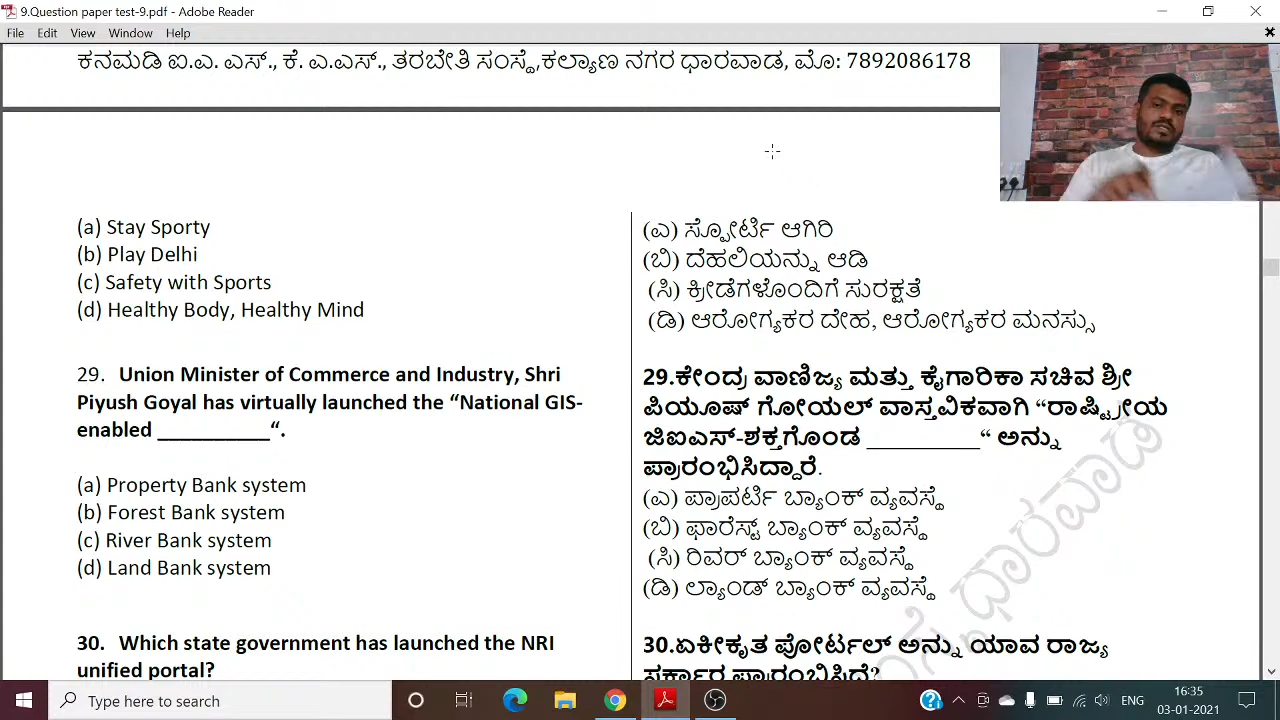 9.Question paper test-9.pdf - Adobe Reader
File Edit View Window Help
ಕನಮಡಿ ಐ.ಎ. ಎಸ್., ಕೆ. ಎ.ಎಸ್., ತರಬೇತಿ ಸಂಸ್ಥೆ,ಕಲ್ಯಾಣ ನಗರ ಧಾರವಾಡ, ಮೊ: 7892086178
(a) Stay Sporty
(b) Play Delhi
(c) Safety with Sports
(d) Healthy Body, Healthy Mind
29. Union Minister of Commerce and Industry, Shri
Piyush Goyal has virtually launched the “National GIS-
enabled __________“.
(a) Property Bank system
(b) Forest Bank system
(c) River Bank system
(d) Land Bank system
30. Which state government has launched the NRI
unified portal?
(ಎ) ಸ್ಪೋರ್ಟಿ ಆಗಿರಿ
(ಬಿ) ದೆಹಲಿಯನ್ನು ಆಡಿ
(ಸಿ) ಕ್ರೀಡೆಗಳೊಂದಿಗೆ ಸುರಕ್ಷತೆ
(ಡಿ) ಆರೋಗ್ಯಕರ ದೇಹ, ಆರೋಗ್ಯಕರ ಮನಸ್ಸು
29.ಕೇಂದ್ರ ವಾಣಿಜ್ಯ ಮತ್ತು ಕೈಗಾರಿಕಾ ಸಚಿವ ಶ್ರೀ
ಪಿಯೂಷ್ ಗೋಯಲ್ ವಾಸ್ತವಿಕವಾಗಿ “ರಾಷ್ಟ್ರೀಯ
ಜಿಐಎಸ್-ಶಕ್ತಗೊಂಡ __________“ ಅನ್ನು
ಪ್ರಾರಂಭಿಸಿದ್ದಾರೆ.
(ಎ) ಪ್ರಾಪರ್ಟಿ ಬ್ಯಾಂಕ್ ವ್ಯವಸ್ಥೆ
(ಬಿ) ಫಾರೆಸ್ಟ್ ಬ್ಯಾಂಕ್ ವ್ಯವಸ್ಥೆ
(ಸಿ) ರಿವರ್ ಬ್ಯಾಂಕ್ ವ್ಯವಸ್ಥೆ
(ಡಿ) ಲ್ಯಾಂಡ್ ಬ್ಯಾಂಕ್ ವ್ಯವಸ್ಥೆ
30.ಏಕೀಕೃತ ಪೋರ್ಟಲ್ ಅನ್ನು ಯಾವ ರಾಜ್ಯ
ಸರ್ಕಾರ ಪ್ರಾರಂಭಿಸಿದೆ?
ಧಾರವಾಡ
Type here to search
ENG
16:35
03-01-2021